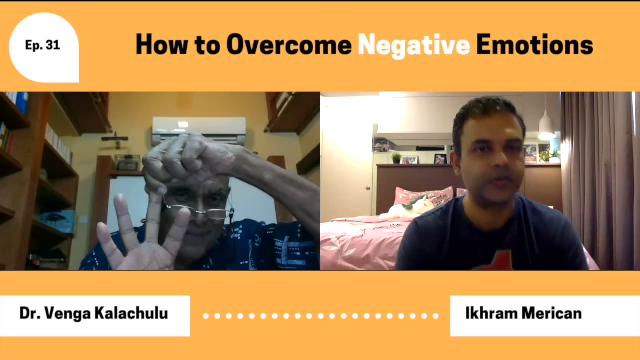 Ep. 31
How to Overcome Negative Emotions
Dr. Venga Kalachulu
Ikhram Merican